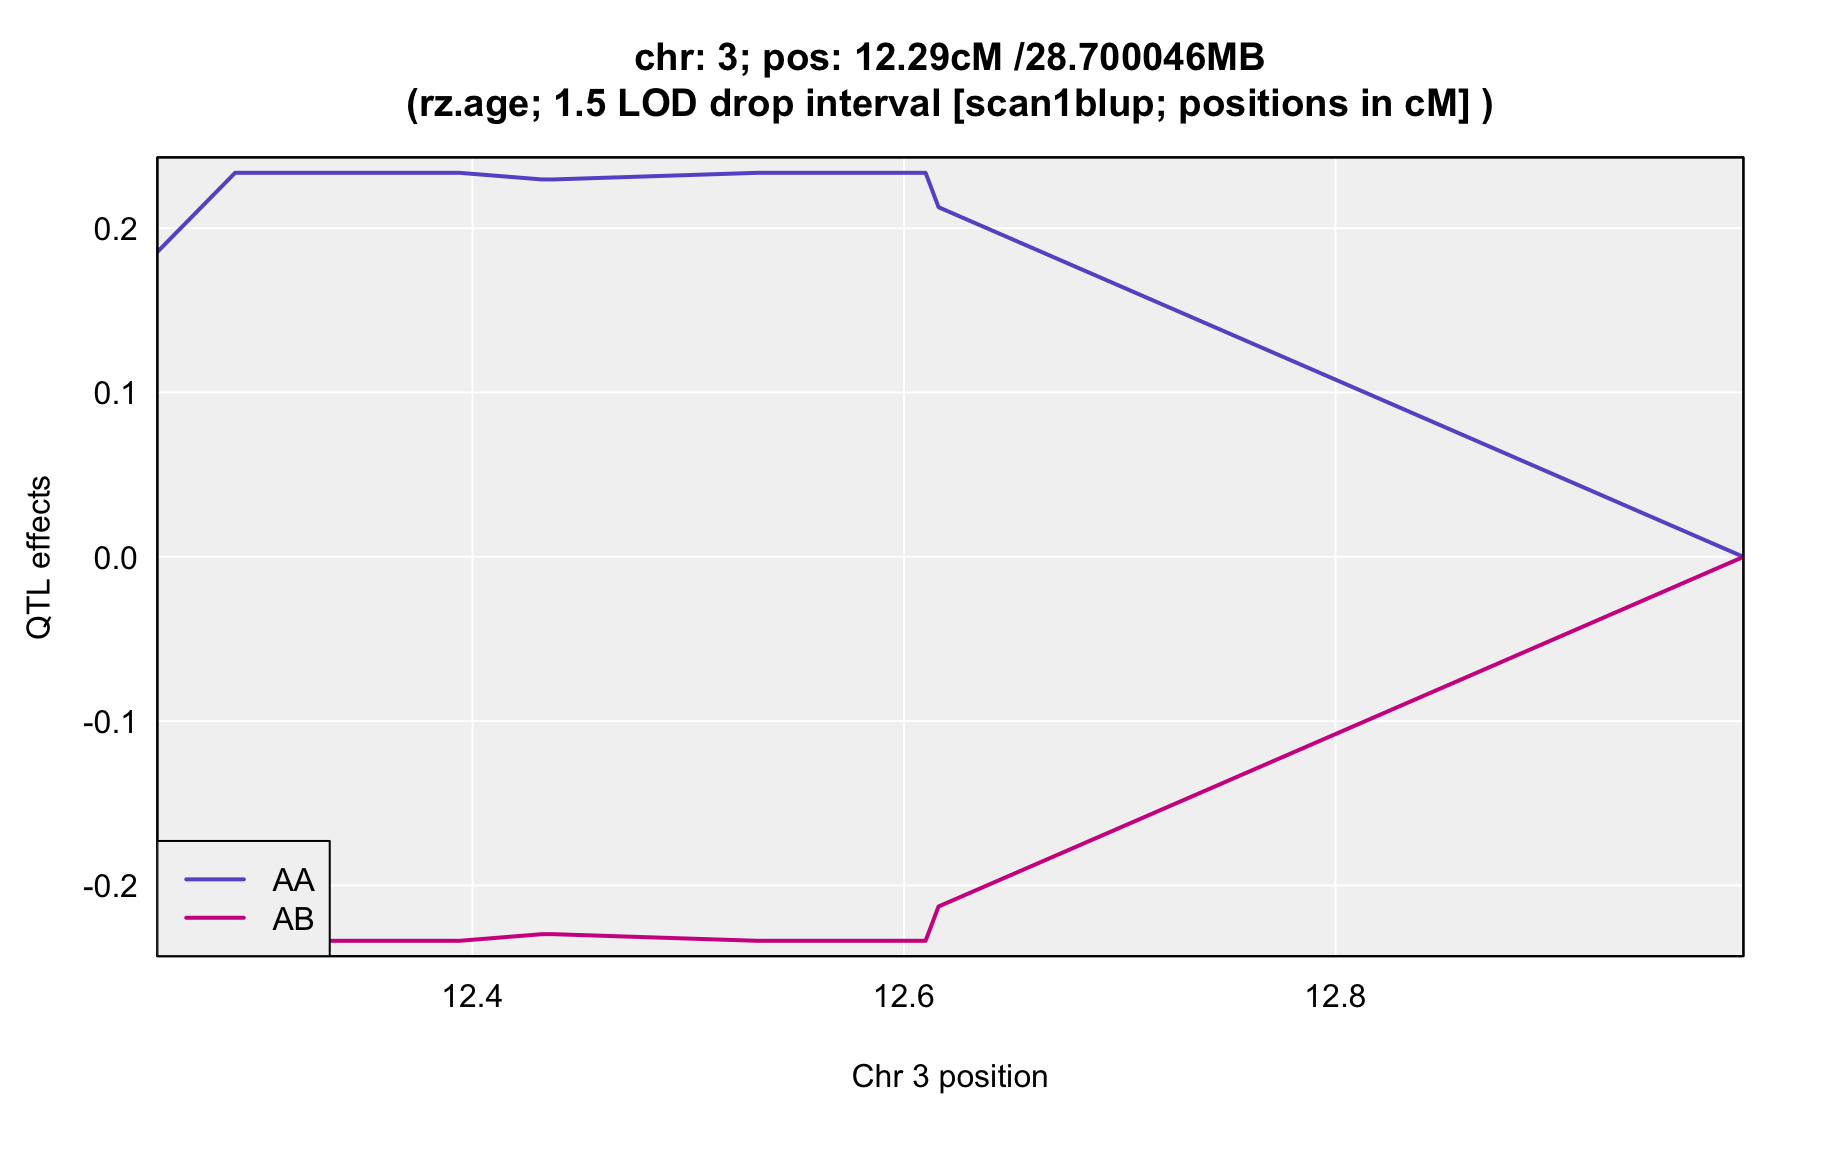 chr: 3; pos: 12.29cM /28.700046MB
(rz.age; 1.5 LOD drop interval [scan1blup; positions in cM] )
QTL effects
0.2
0.1
0.0
-0.1
-0.2
AA
AB
12.4
12.6
12.8
Chr 3 position